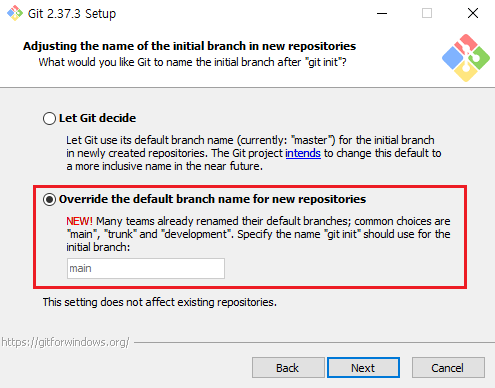 Git 2.37.3 Setup
Adjusting the name of the initial branch in new repositories
What would you like Git to name the initial branch after "git init"?
Let Git decide
Let Git use its default branch name (currently: "master") for the initial branch
in newly created repositories. The Git project intends to change this default to
a more inclusive name in the near future.
Override the default branch name for new repositories
NEW! Many teams already renamed their default branches; common choices are
"main", "trunk" and "development". Specify the name "git init" should use for the
initial branch:
main
This setting does not affect existing repositories.
https://gitforwindows.org/
Back Next Cancel